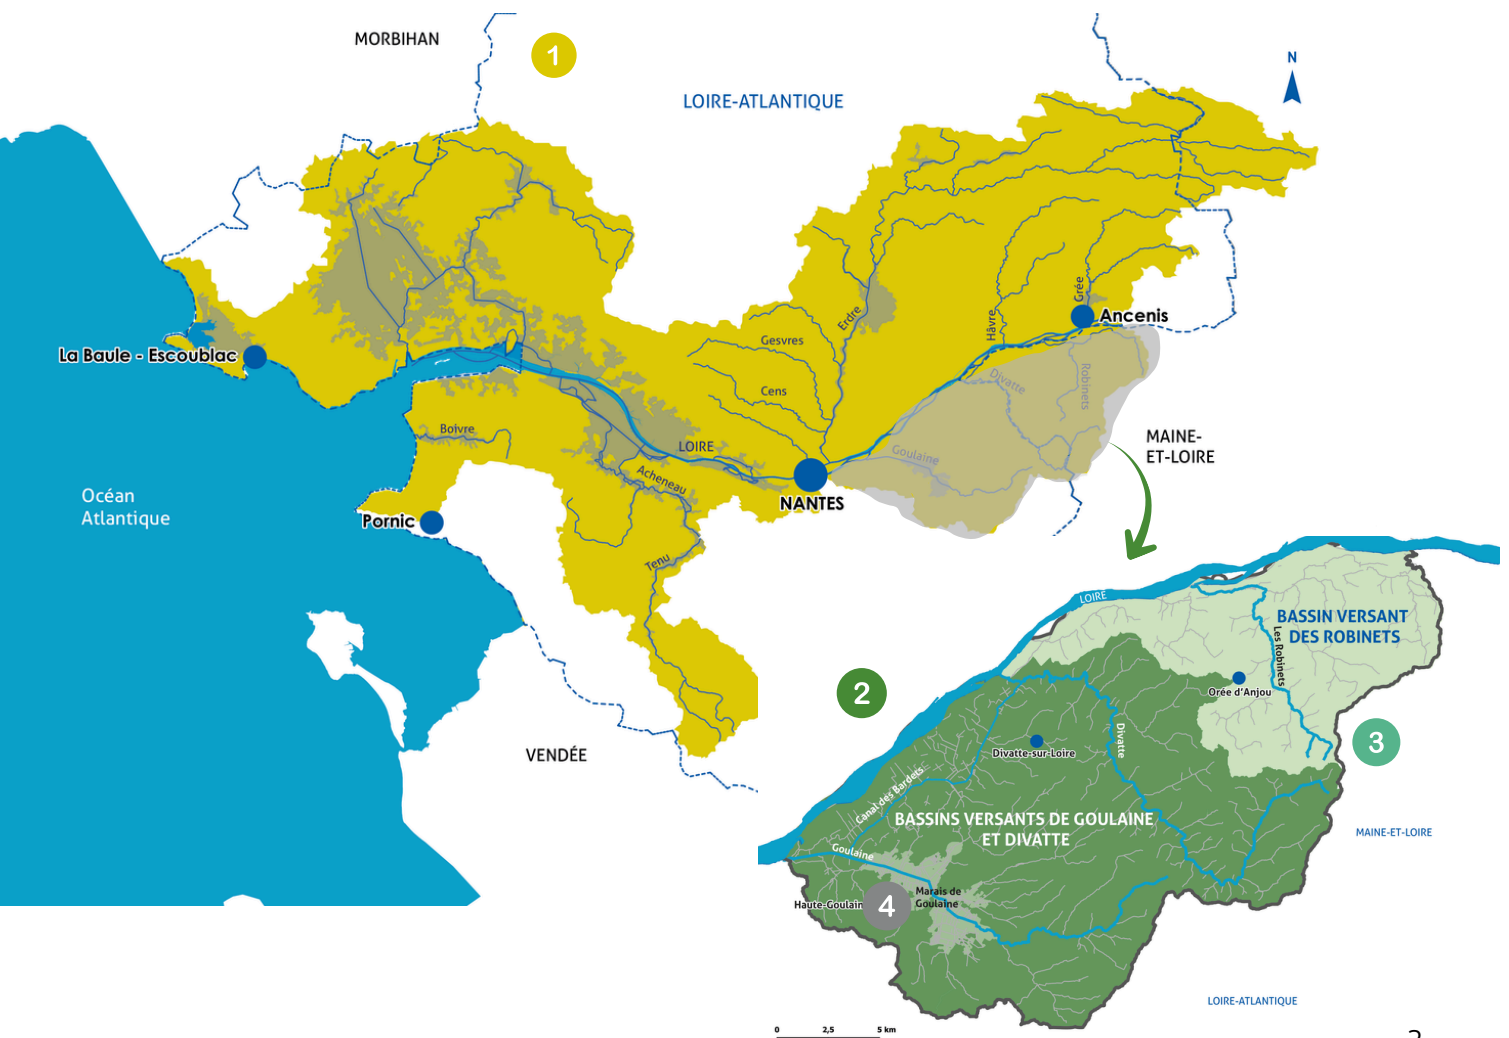 MORBIHAN
1
LOIRE-ATLANTIQUE
N
La Baule - Escoublac
Gesvres
Erdre
Cens
Hâvre
Grée
Ancenis
Divatte
Robinets
Boivre
LOIRE
Acheneau
Goulaine
NANTES
MAINE-
ET-LOIRE
Océan
Atlantique
Pornic
Tenu
VENDÉE
LOIRE
BASSIN VERSANT
DES ROBINETS
Les Robinets
2
Orée d'Anjou
Divatte
3
Divatte-sur-Loire
Canal des Bardets
BASSINS VERSANTS DE GOULAINE
ET DIVATTE
MAINE-ET-LOIRE
Goulaine
Haute-Goulain
4
Marais de
Goulaine
LOIRE-ATLANTIQUE
0 2,5 5 km